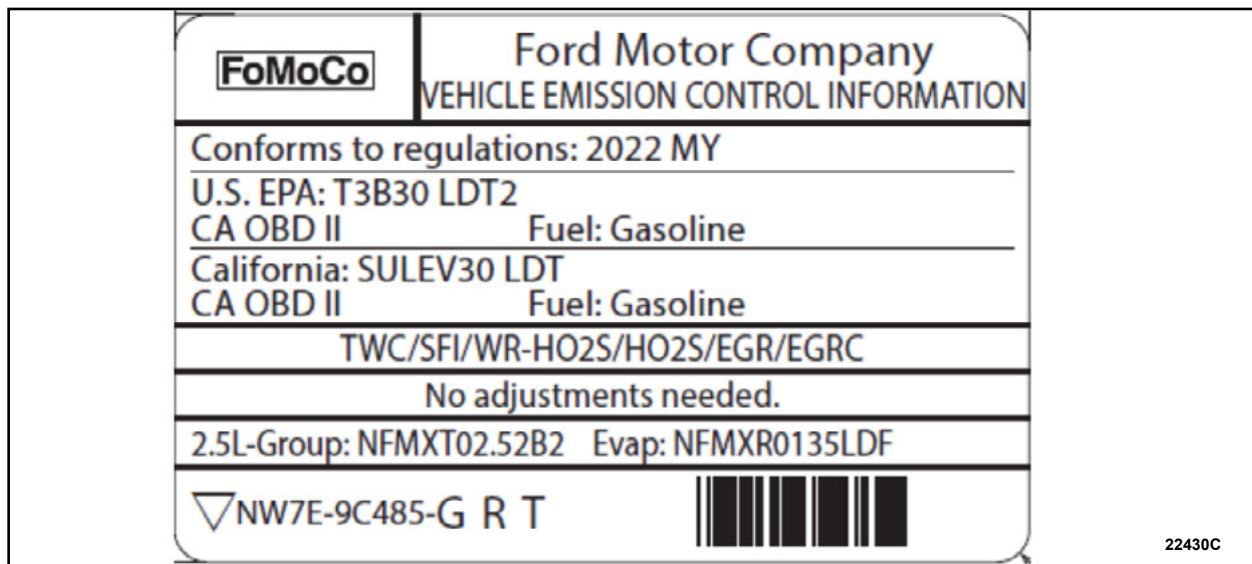 FoMoCo
Ford Motor Company
VEHICLE EMISSION CONTROL INFORMATION
Conforms to regulations: 2022 MY
U.S. EPA: T3B30 LDT2
CA OBD II Fuel: Gasoline
California: SULEV30 LDT
CA OBD II Fuel: Gasoline
TWC/SFI/WR-HO2S/HO2S/EGR/EGRC
No adjustments needed.
2.5L-Group: NFMXT02.52B2 Evap: NFMXR0135LDF
▽NW7E-9C485-G R T
22430C